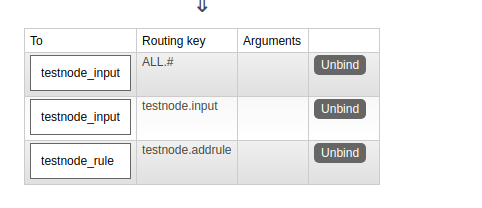 To Routing key Arguments
testnode_input ALL.# Unbind
testnode_input testnode.input Unbind
testnode_rule testnode.addrule Unbind